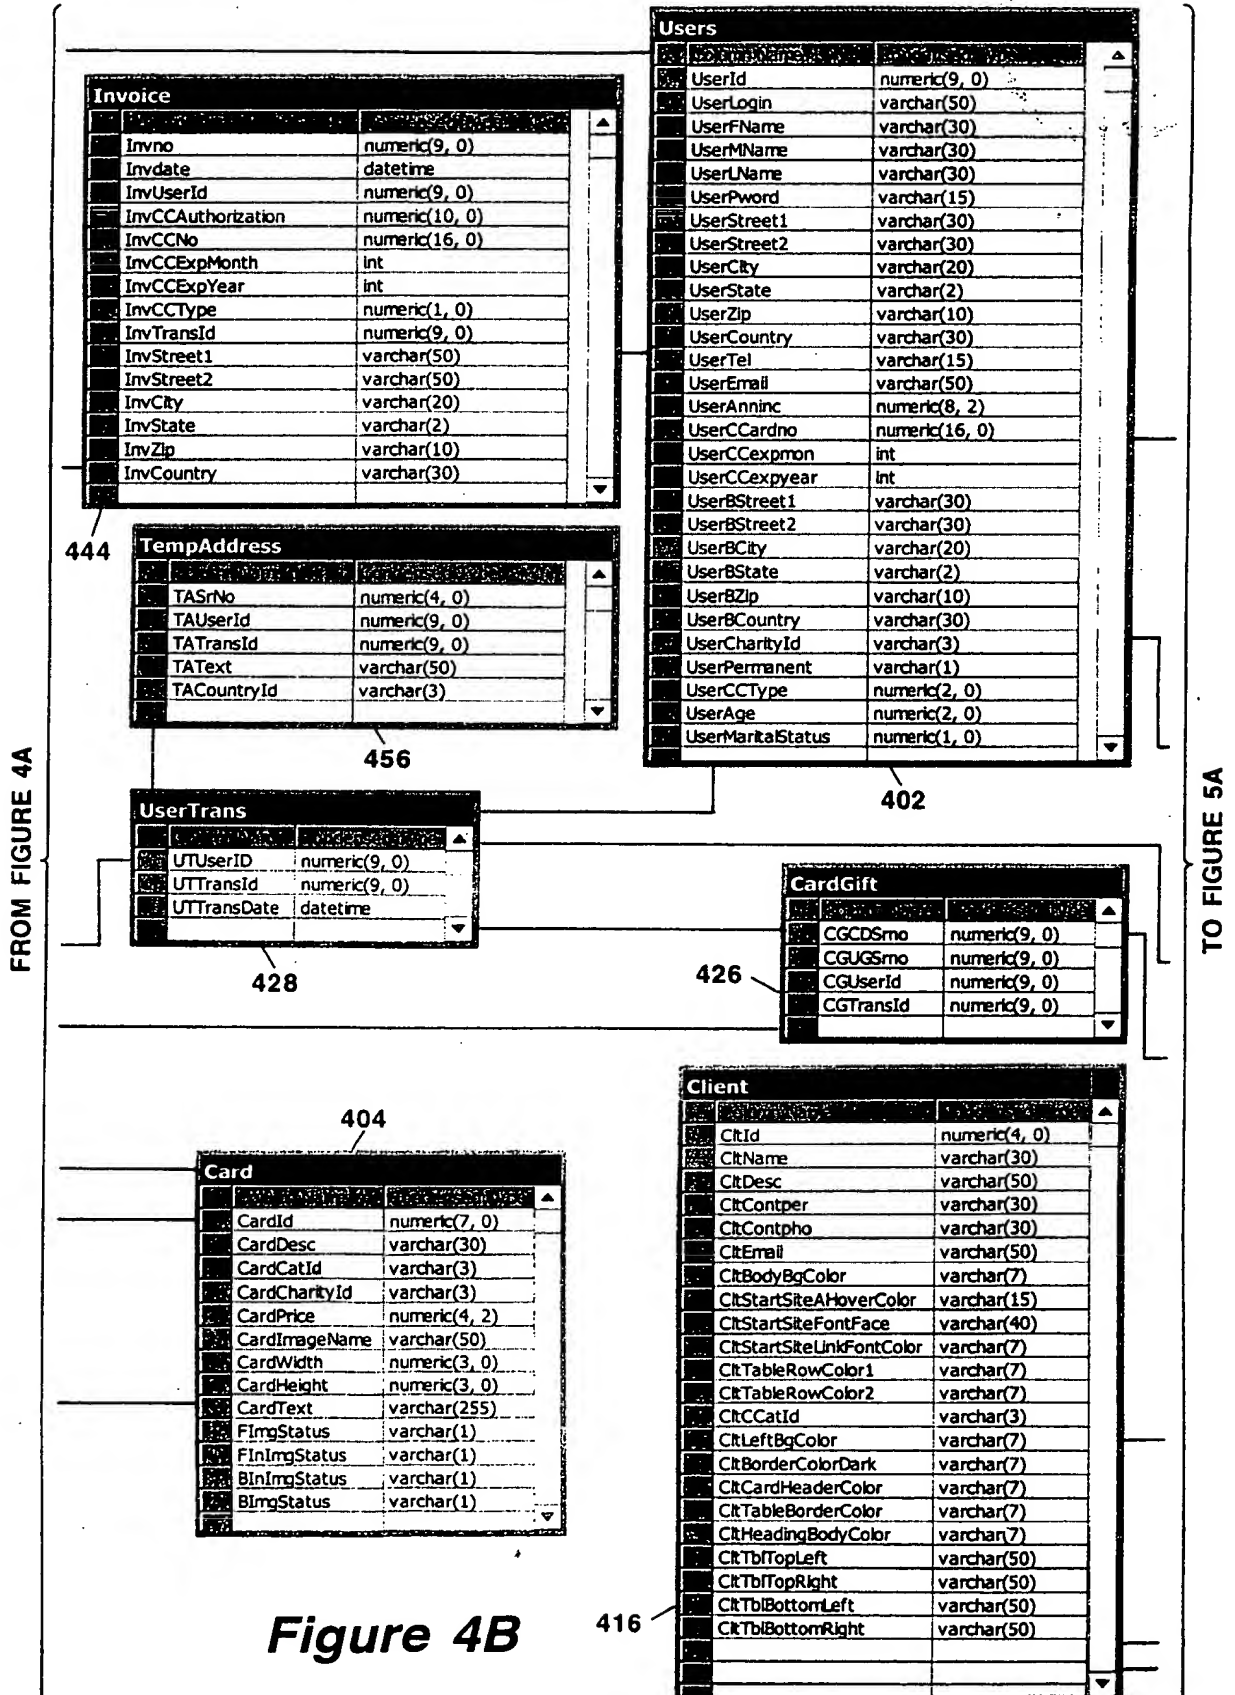 FROM FIGURE 4A
Invoice
Invno numeric(9, 0)
Invdate datetime
InvUserId numeric(9, 0)
InvCCAuthorization numeric(10, 0)
InvCCNo numeric(16, 0)
InvCCExpMonth int
InvCCExpYear int
InvCCType numeric(1, 0)
InvTransId numeric(9, 0)
InvStreet1 varchar(50)
InvStreet2 varchar(50)
InvCity varchar(20)
InvState varchar(2)
InvZip varchar(10)
InvCountry varchar(30)
444
TempAddress
TASrNo numeric(4, 0)
TAUserId numeric(9, 0)
TATransId numeric(9, 0)
TAText varchar(50)
TACountryId varchar(3)
456
UserTrans
UTUserID numeric(9, 0)
UTTransId numeric(9, 0)
UTTransDate datetime
428
404
Card
CardId numeric(7, 0)
CardDesc varchar(30)
CardCatId varchar(3)
CardCharityId varchar(3)
CardPrice numeric(4, 2)
CardImageName varchar(50)
CardWidth numeric(3, 0)
CardHeight numeric(3, 0)
CardText varchar(255)
FImgStatus varchar(1)
FInImgStatus varchar(1)
BInImgStatus varchar(1)
BImgStatus varchar(1)
Users
UserId numeric(9, 0)
UserLogin varchar(50)
UserFName varchar(30)
UserMName varchar(30)
UserLName varchar(30)
UserPword varchar(15)
UserStreet1 varchar(30)
UserStreet2 varchar(30)
UserCity varchar(20)
UserState varchar(2)
UserZip varchar(10)
UserCountry varchar(30)
UserTel varchar(15)
UserEmail varchar(50)
UserAnninc numeric(8, 2)
UserCCardno numeric(16, 0)
UserCCexpmon int
UserCCexpyear int
UserBStreet1 varchar(30)
UserBStreet2 varchar(30)
UserBCity varchar(20)
UserBState varchar(2)
UserBZip varchar(10)
UserBCountry varchar(30)
UserCharityId varchar(3)
UserPermanent varchar(1)
UserCCType numeric(2, 0)
UserAge numeric(2, 0)
UserMaritalStatus numeric(1, 0)
402
CardGift
CGCDSrno numeric(9, 0)
CGUGSrno numeric(9, 0)
CGUserId numeric(9, 0)
CGTransId numeric(9, 0)
426
Client
CltId numeric(4, 0)
CltName varchar(30)
CltDesc varchar(50)
CltContper varchar(30)
CltContpho varchar(30)
CltEmail varchar(50)
CltBodyBgColor varchar(7)
CltStartSiteAHoverColor varchar(15)
CltStartSiteFontFace varchar(40)
CltStartSiteLinkFontColor varchar(7)
CltTableRowColor1 varchar(7)
CltTableRowColor2 varchar(7)
CltCCatId varchar(3)
CltLeftBgColor varchar(7)
CltBorderColorDark varchar(7)
CltCardHeaderColor varchar(7)
CltTableBorderColor varchar(7)
CltHeadingBodyColor varchar(7)
CltTblTopLeft varchar(50)
CltTblTopRight varchar(50)
CltTblBottomLeft varchar(50)
CltTblBottomRight varchar(50)
416
TO FIGURE 5A
Figure 4B